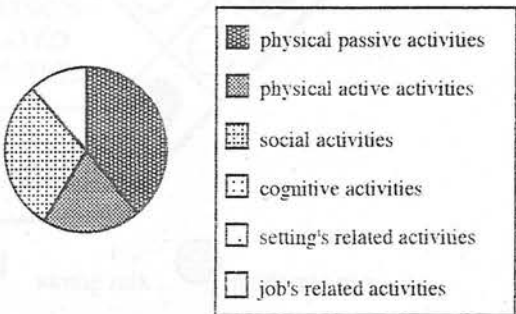 physical passive activities
physical active activities
social activities
cognitive activities
setting's related activities
job's related activities